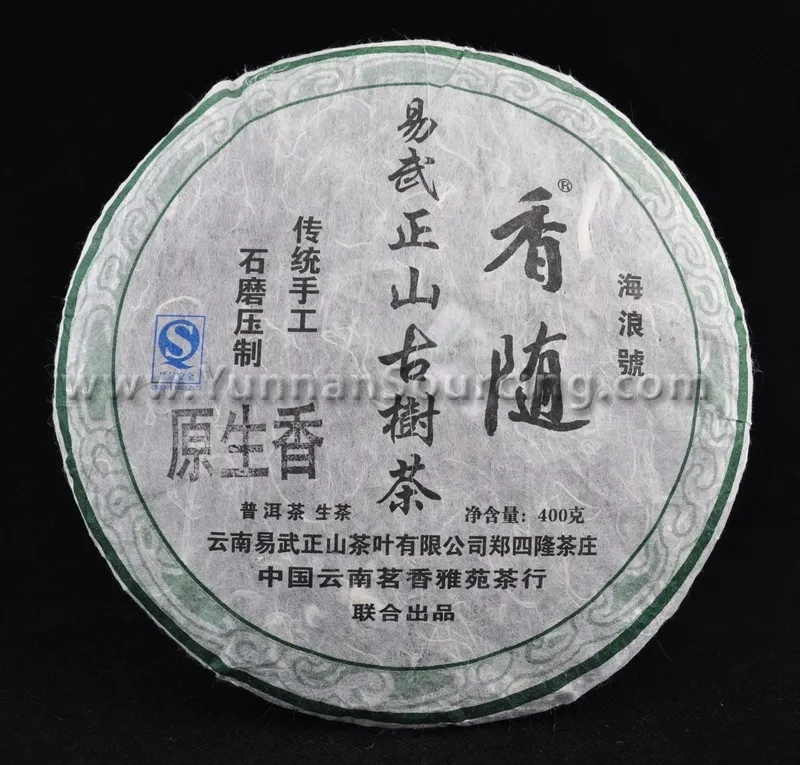 海浪號
香随®
易武正山古樹茶
传统手工
石磨压制
原生香
普洱茶 生茶
净含量：400克
云南易武正山茶叶有限公司郑四隆茶庄
中国云南茗香雅苑茶行
联合出品
www.Yunnansourcing.com